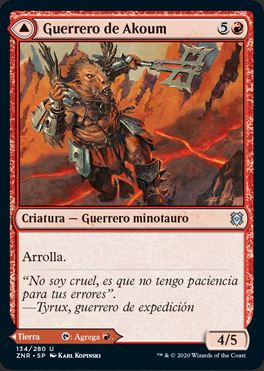 Guerrero de Akoum 5
Criatura — Guerrero minotauro
Arrolla.
“No soy cruel, es que no tengo paciencia
para tus errores”.
—Tyrux, guerrero de expedición
Tierra : Agrega .
4/5
134/280 U
ZNR • SP Karl Kopinski
™ & © 2020 Wizards of the Coast